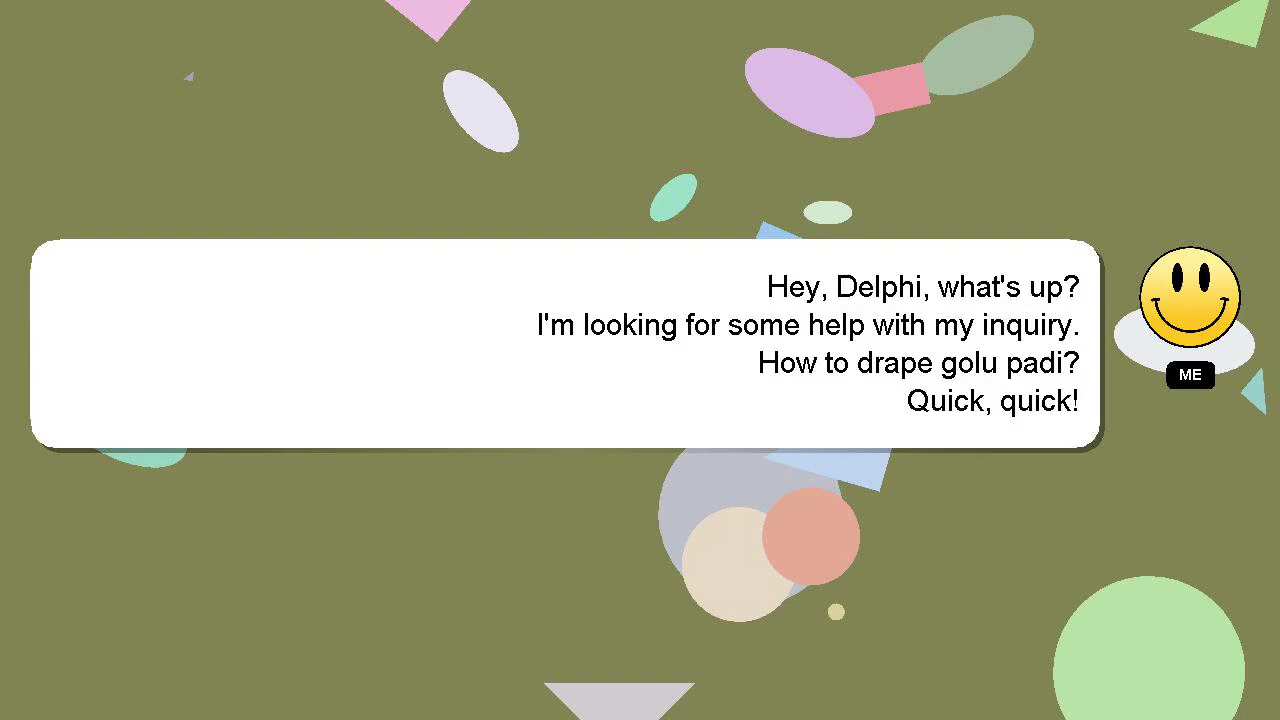 Hey, Delphi, what's up?
I'm looking for some help with my inquiry.
How to drape golu padi?
Quick, quick!
ME